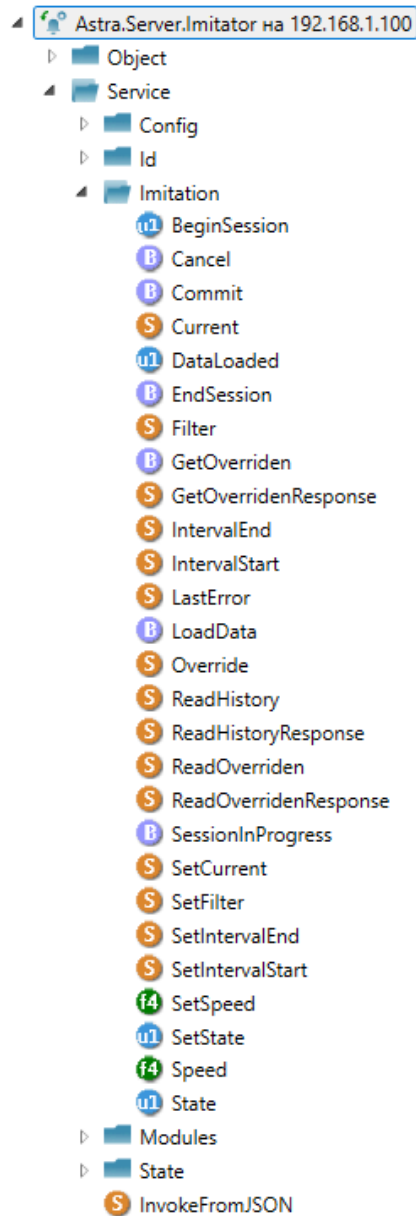 Astra.Server.Imitator на 192.168.1.100
Object
Service
Config
Id
Imitation
u1 BeginSession
B Cancel
B Commit
S Current
u1 DataLoaded
B EndSession
S Filter
B GetOverriden
S GetOverridenResponse
S IntervalEnd
S IntervalStart
S LastError
B LoadData
S Override
S ReadHistory
S ReadHistoryResponse
S ReadOverriden
S ReadOverridenResponse
B SessionInProgress
S SetCurrent
S SetFilter
S SetIntervalEnd
S SetIntervalStart
f4 SetSpeed
u1 SetState
f4 Speed
u1 State
Modules
State
S InvokeFromJSON